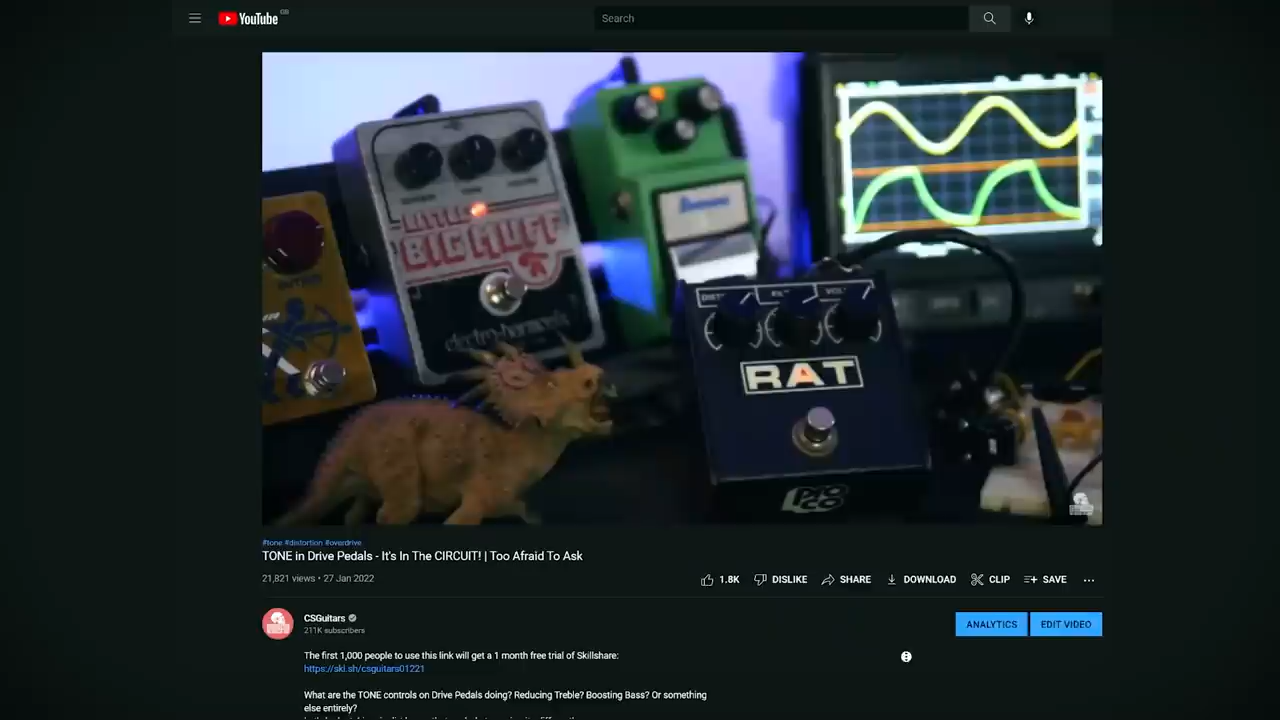 YouTube
GB
Search
LITTLE
BIG MUFF
electro-harmonix
Ibanez
RAT
PROCO
#tone #distortion #overdrive
TONE in Drive Pedals - It's In The CIRCUIT! | Too Afraid To Ask
21,821 views • 27 Jan 2022
1.8K DISLIKE SHARE DOWNLOAD CLIP SAVE
CSGuitars
211K subscribers
ANALYTICS EDIT VIDEO
The first 1,000 people to use this link will get a 1 month free trial of Skillshare:
https://skl.sh/csguitars01221
What are the TONE controls on Drive Pedals doing? Reducing Treble? Boosting Bass? Or something
else entirely?